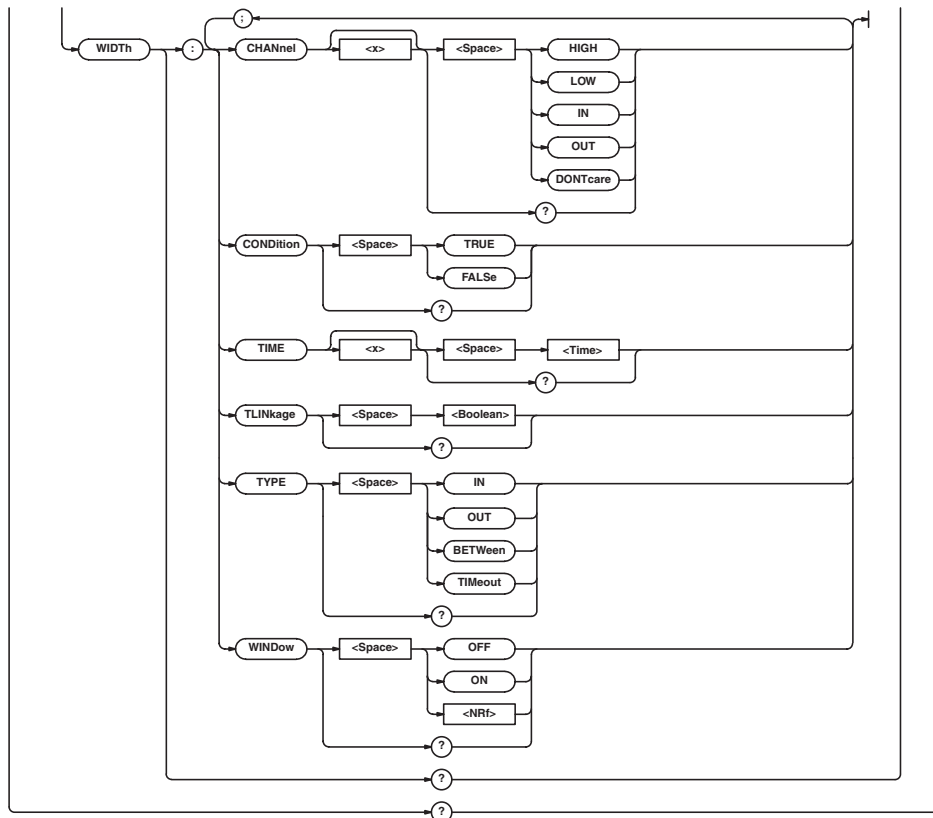 ;
WIDTh : CHANnel <x> <Space> HIGH
LOW
IN
OUT
DONTcare
?
CONDition <Space> TRUE
FALSe
?
TIME <x> <Space> <Time>
?
TLINkage <Space> <Boolean>
?
TYPE <Space> IN
OUT
BETWeen
TIMeout
?
WINDow <Space> OFF
ON
<NRf>
?
?
?